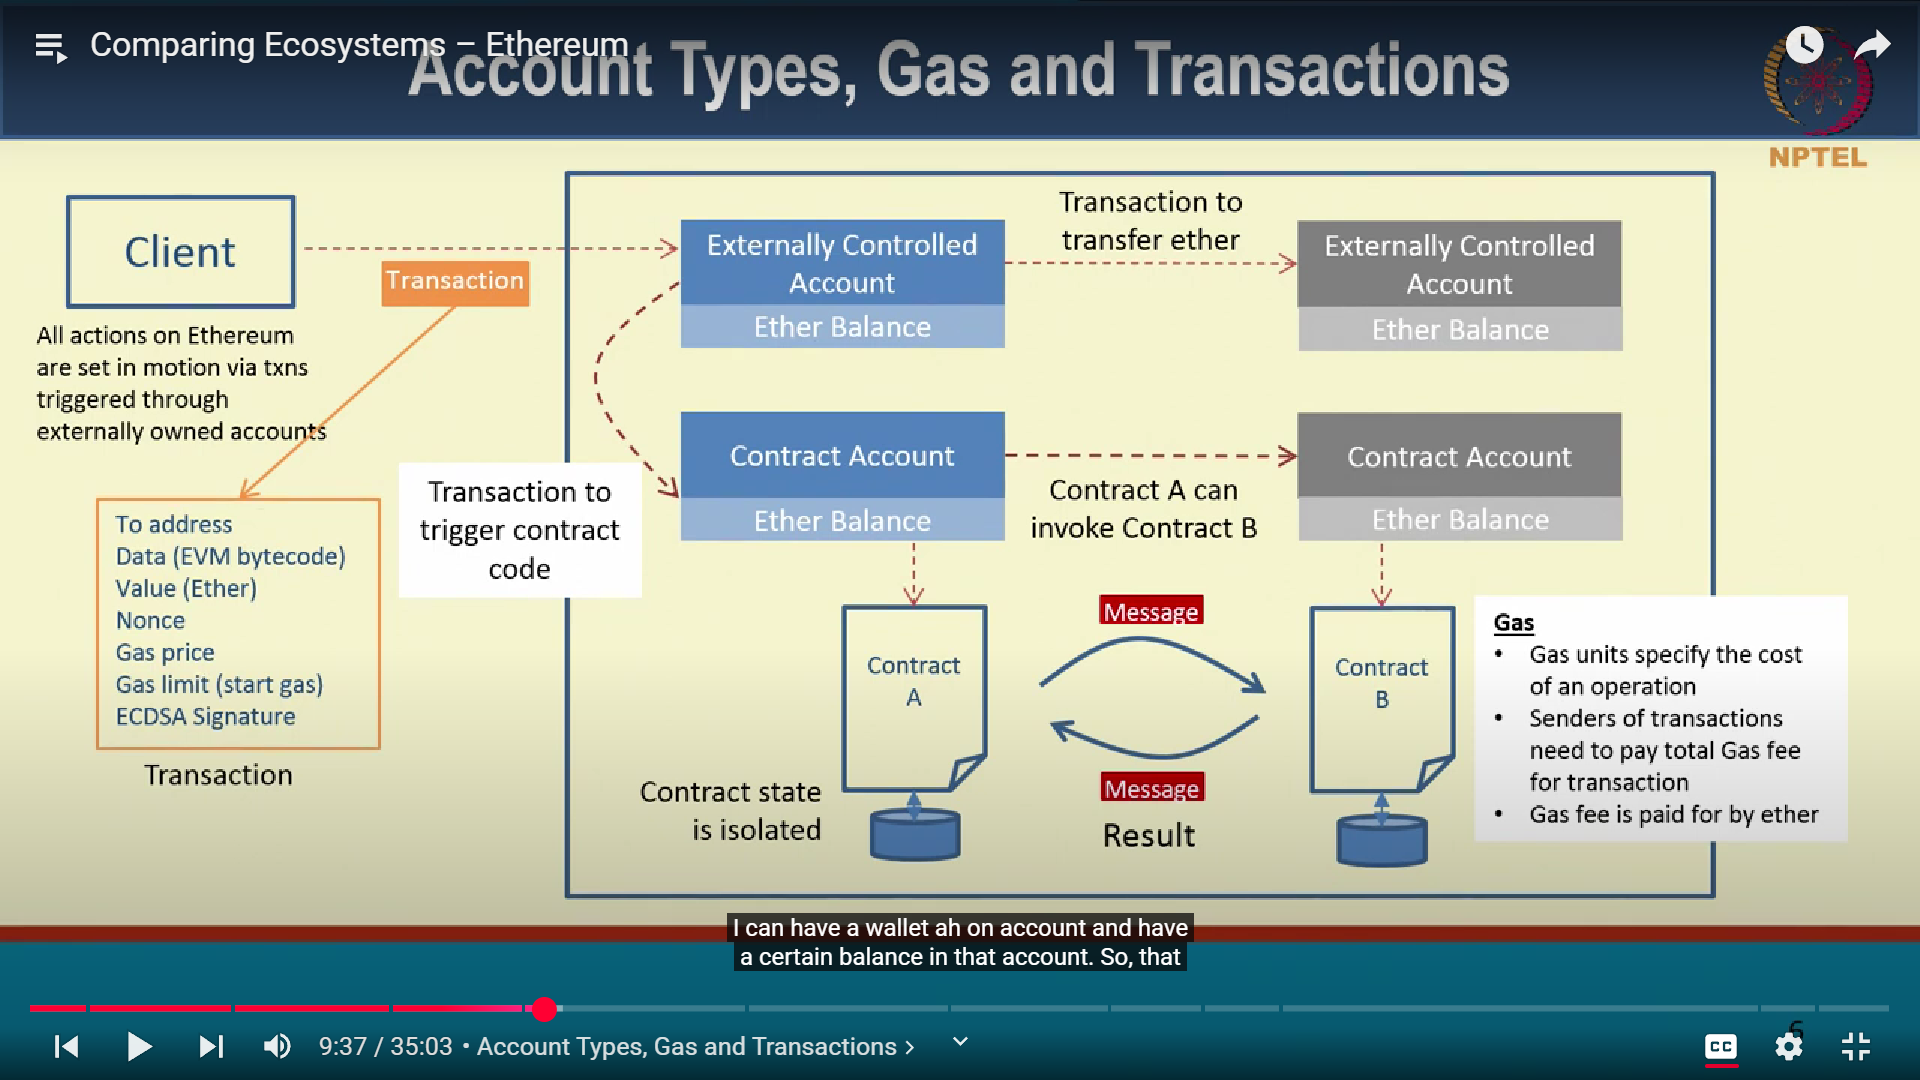 Comparing Ecosystems – Ethereum
Account Types, Gas and Transactions
NPTEL
Client
Transaction
All actions on Ethereum
are set in motion via txns
triggered through
externally owned accounts
To address
Data (EVM bytecode)
Value (Ether)
Nonce
Gas price
Gas limit (start gas)
ECDSA Signature
Transaction
Transaction to
trigger contract
code
Externally Controlled
Account
Ether Balance
Transaction to
transfer ether
Externally Controlled
Account
Ether Balance
Contract Account
Ether Balance
Contract A can
invoke Contract B
Contract Account
Ether Balance
Contract
A
Message
Message
Result
Contract
B
Contract state
is isolated
Gas
• Gas units specify the cost
of an operation
• Senders of transactions
need to pay total Gas fee
for transaction
• Gas fee is paid for by ether
I can have a wallet ah on account and have
a certain balance in that account. So, that
6
9:37 / 35:03 • Account Types, Gas and Transactions
CC